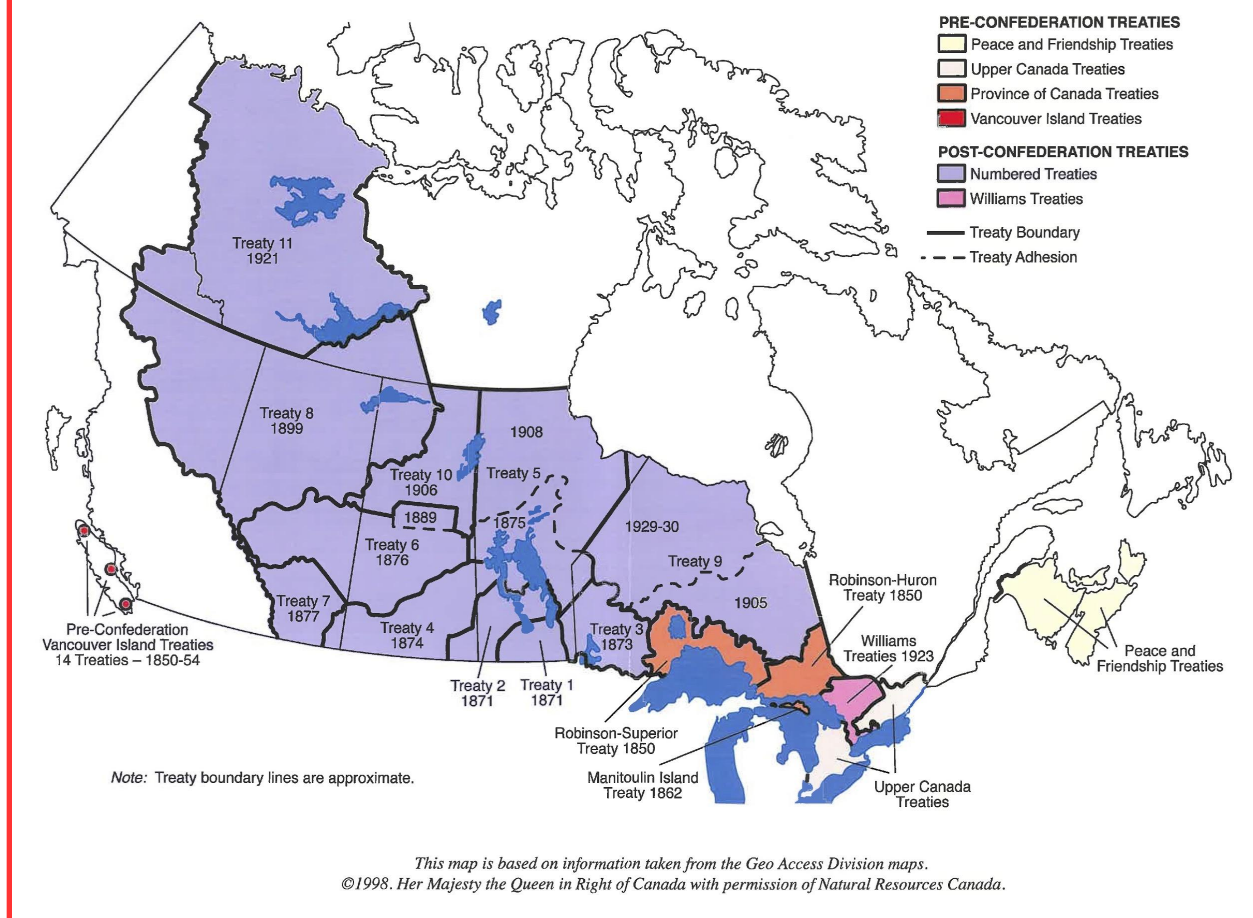 PRE-CONFEDERATION TREATIES
Peace and Friendship Treaties
Upper Canada Treaties
Province of Canada Treaties
Vancouver Island Treaties
POST-CONFEDERATION TREATIES
Numbered Treaties
Williams Treaties
Treaty Boundary
Treaty Adhesion
Treaty 11
1921
Treaty 8
1899
1908
Treaty 10
1906
Treaty 5
1889
1875
1929-30
Treaty 6
1876
Treaty 9
1905
Treaty 7
1877
Treaty 4
1874
Treaty 3
1873
Treaty 2
1871
Treaty 1
1871
Pre-Confederation
Vancouver Island Treaties
14 Treaties – 1850-54
Robinson-Huron
Treaty 1850
Williams
Treaties 1923
Peace and
Friendship Treaties
Robinson-Superior
Treaty 1850
Manitoulin Island
Treaty 1862
Upper Canada
Treaties
Note: Treaty boundary lines are approximate.
This map is based on information taken from the Geo Access Division maps.
©1998. Her Majesty the Queen in Right of Canada with permission of Natural Resources Canada.